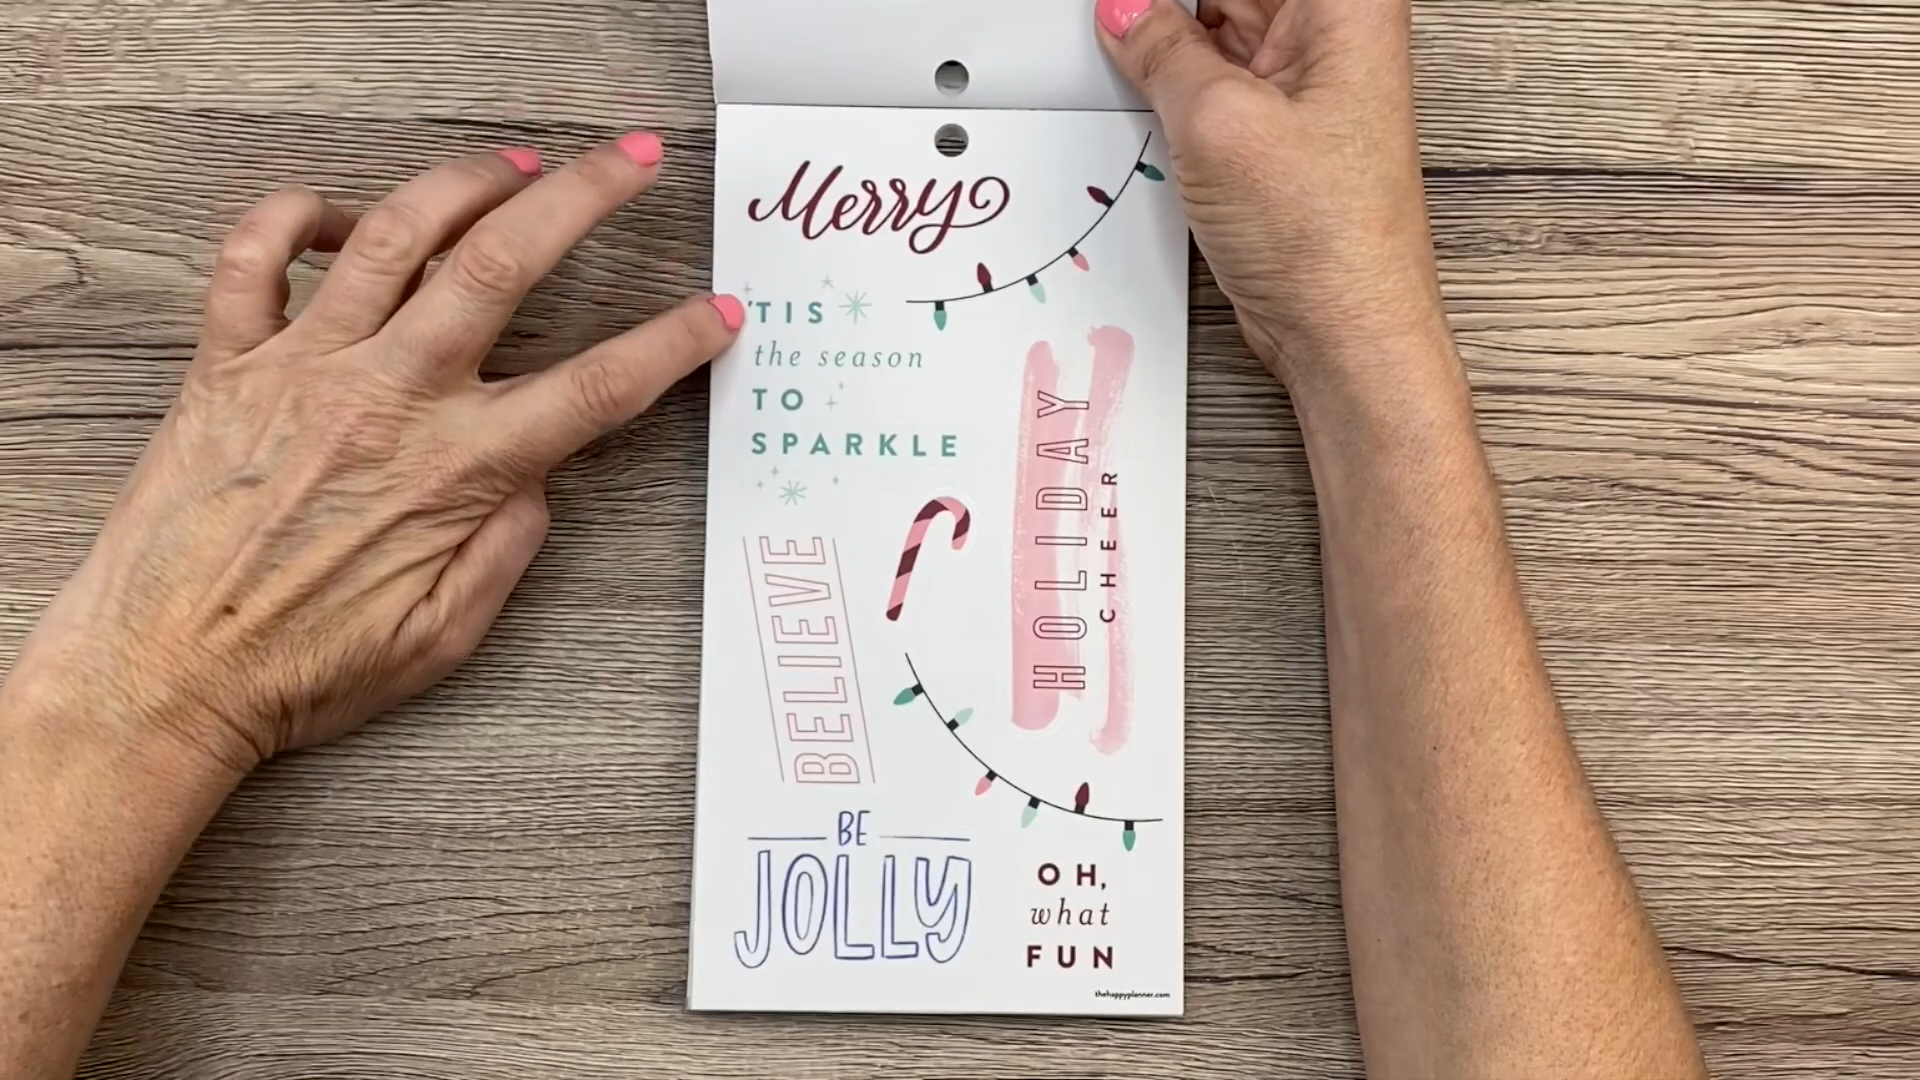 Merry
'TIS
the season
TO
SPARKLE
HOLIDAY
CHEER
BELIEVE
BE
JOLLY
OH,
what
FUN
thehappyplanner.com